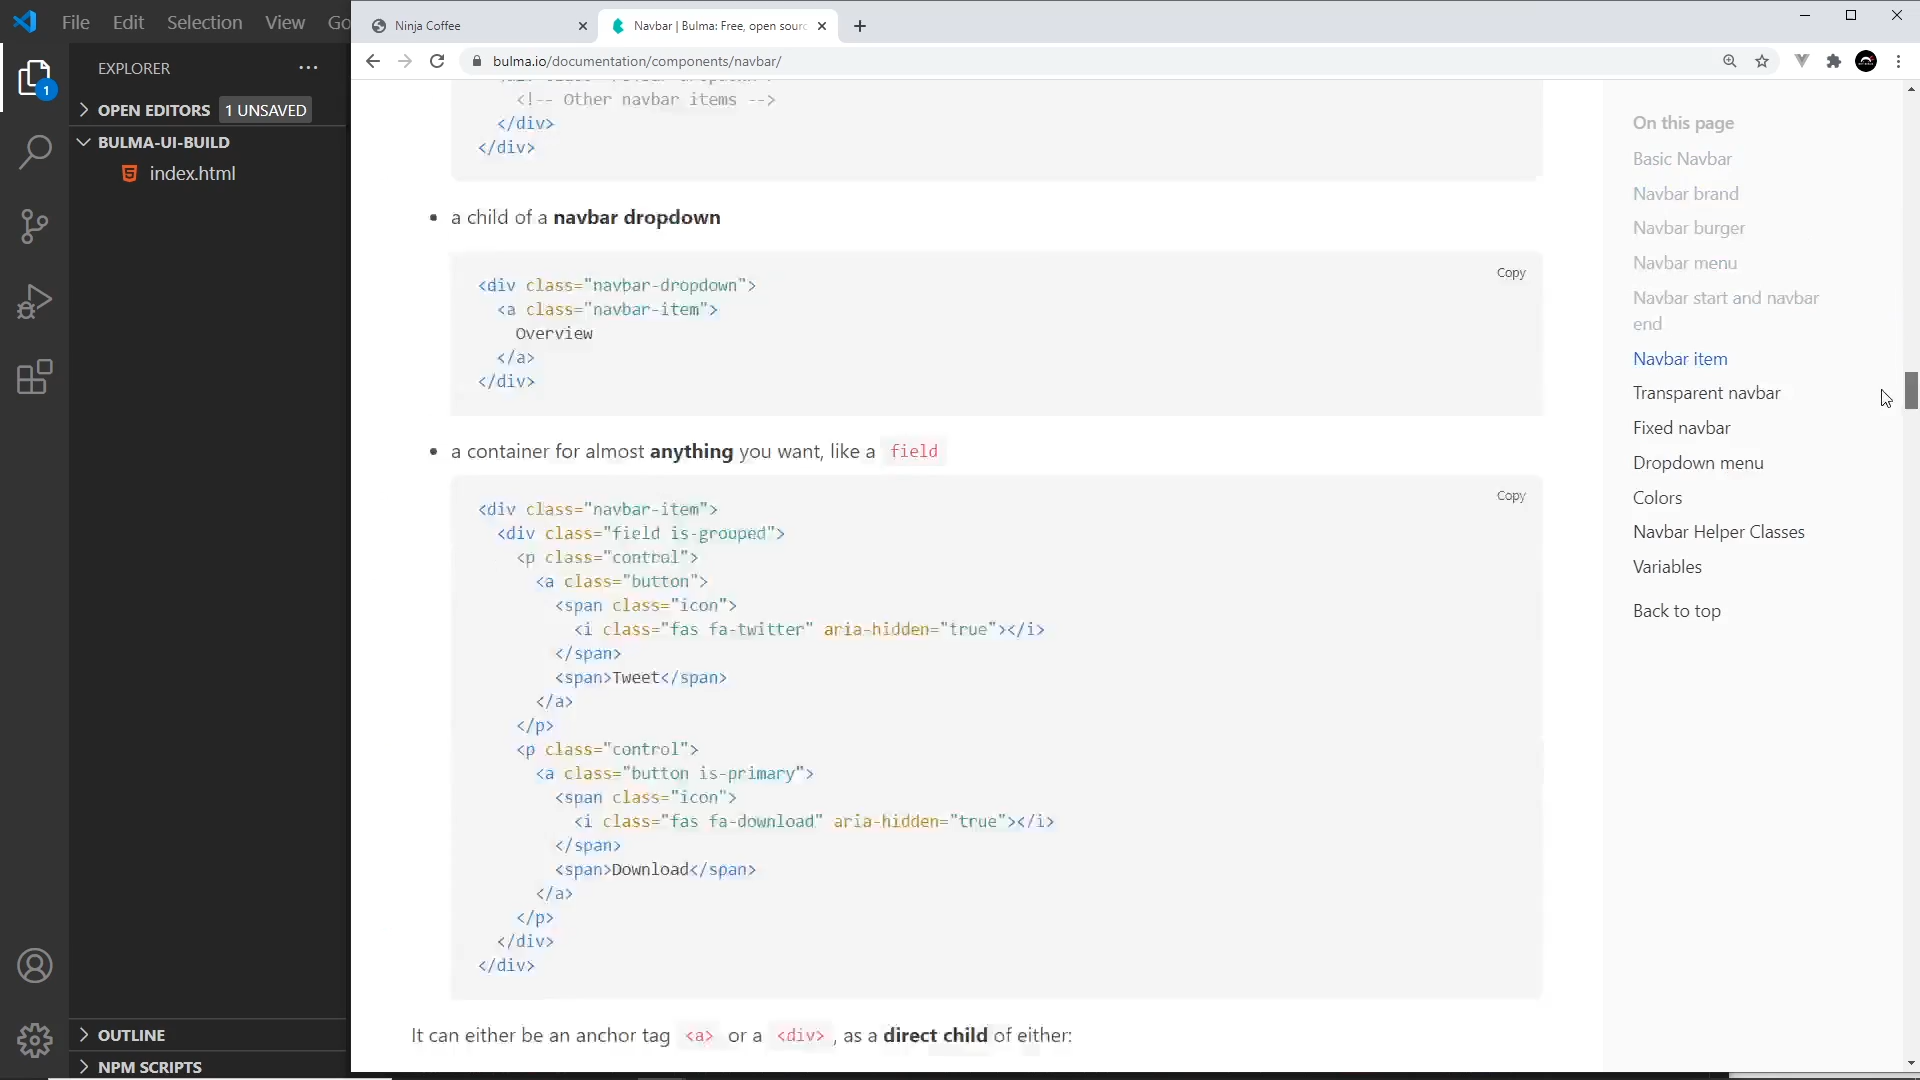 File Edit Selection View Go
EXPLORER
OPEN EDITORS 1 UNSAVED
BULMA-UI-BUILD
index.html
1
OUTLINE
NPM SCRIPTS
Ninja Coffee
Navbar | Bulma: Free, open sourc
bulma.io/documentation/components/navbar/
<!-- Other navbar items -->
</div>
</div>
• a child of a navbar dropdown
Copy
<div class="navbar-dropdown">
<a class="navbar-item">
Overview
</a>
</div>
• a container for almost anything you want, like a field
Copy
<div class="navbar-item">
<div class="field is-grouped">
<p class="control">
<a class="button">
<span class="icon">
<i class="fas fa-twitter" aria-hidden="true"></i>
</span>
<span>Tweet</span>
</a>
</p>
<p class="control">
<a class="button is-primary">
<span class="icon">
<i class="fas fa-download" aria-hidden="true"></i>
</span>
<span>Download</span>
</a>
</p>
</div>
</div>
It can either be an anchor tag <a> or a <div> , as a direct child of either:
On this page
Basic Navbar
Navbar brand
Navbar burger
Navbar menu
Navbar start and navbar
end
Navbar item
Transparent navbar
Fixed navbar
Dropdown menu
Colors
Navbar Helper Classes
Variables
Back to top